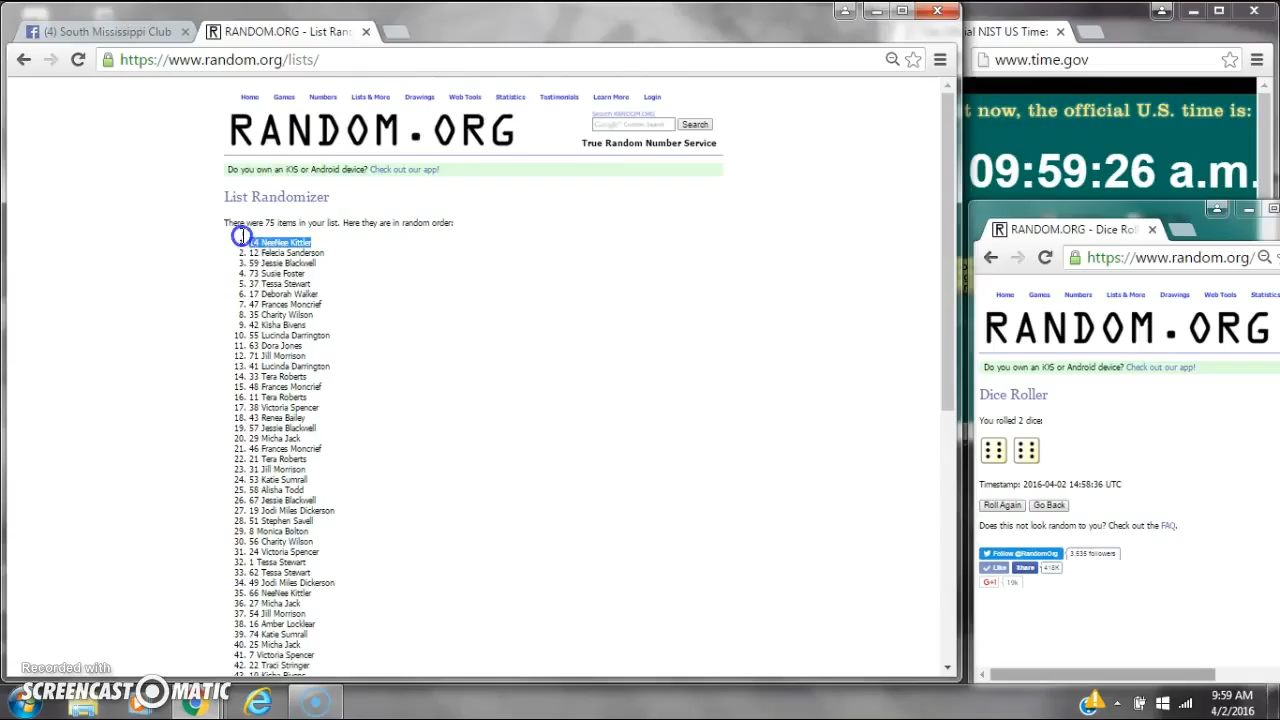 (4) South Mississippi Club
RANDOM.ORG - List Ran
https://www.random.org/lists/
Home Games Numbers Lists & More Drawings Web Tools Statistics Testimonials Learn More Login
Search RANDOM.ORG
RANDOM.ORG
Google Custom Search
Search
True Random Number Service
Do you own an iOS or Android device? Check out our app!
List Randomizer
There were 75 items in your list. Here they are in random order:
NeeNee Kittler
2. 12 Felecia Sanderson
3. 59 Jessie Blackwell
4. 73 Susie Foster
5. 37 Tessa Stewart
6. 17 Deborah Walker
7. 47 Frances Moncrief
8. 35 Charity Wilson
9. 42 Kisha Bivens
10. 55 Lucinda Darrington
11. 63 Dora Jones
12. 71 Jill Morrison
13. 41 Lucinda Darrington
14. 33 Tera Roberts
15. 48 Frances Moncrief
16. 11 Tera Roberts
17. 38 Victoria Spencer
18. 43 Renea Bailey
19. 57 Jessie Blackwell
20. 29 Micha Jack
21. 46 Frances Moncrief
22. 21 Tera Roberts
23. 31 Jill Morrison
24. 53 Katie Sumrall
25. 58 Alisha Todd
26. 67 Jessie Blackwell
27. 19 Jodi Miles Dickerson
28. 51 Stephen Savell
29. 8 Monica Bolton
30. 56 Charity Wilson
31. 24 Victoria Spencer
32. 1 Tessa Stewart
33. 62 Tessa Stewart
34. 49 Jodi Miles Dickerson
35. 66 NeeNee Kittler
36. 27 Micha Jack
37. 54 Jill Morrison
38. 16 Amber Locklear
39. 74 Katie Sumrall
40. 25 Micha Jack
41. 7 Victoria Spencer
42. 22 Traci Stringer
Kisha Bivens
Recorded with
SCREENCAST-O-MATIC
NIST US Time:
www.time.gov
t now, the official U.S. time is:
09:59:26 a.m.
RANDOM.ORG - Dice Roll
https://www.random.org/
Home Games Numbers Lists & More Drawings Web Tools Statistics
RANDOM.ORG
Do you own an iOS or Android device? Check out our app!
Dice Roller
You rolled 2 dice:
Timestamp: 2016-04-02 14:58:36 UTC
Roll Again Go Back
Does this not look random to you? Check out the FAQ.
Follow @RandomOrg 3,535 followers
Like Share 418K
G+1 19k
9:59 AM
4/2/2016